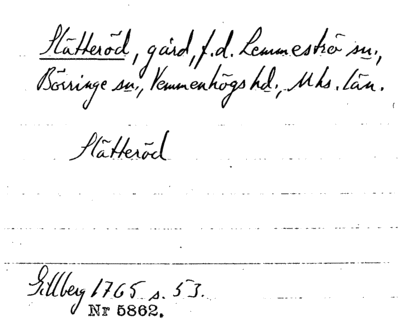 Slätteröd, gård, f.d. Lemmeströ sn.,
Börringe sn., Vemmenhögs hd., Mhs. län.
Slätteröd
Gillberg 1765 s. 53.
Nr 5862.